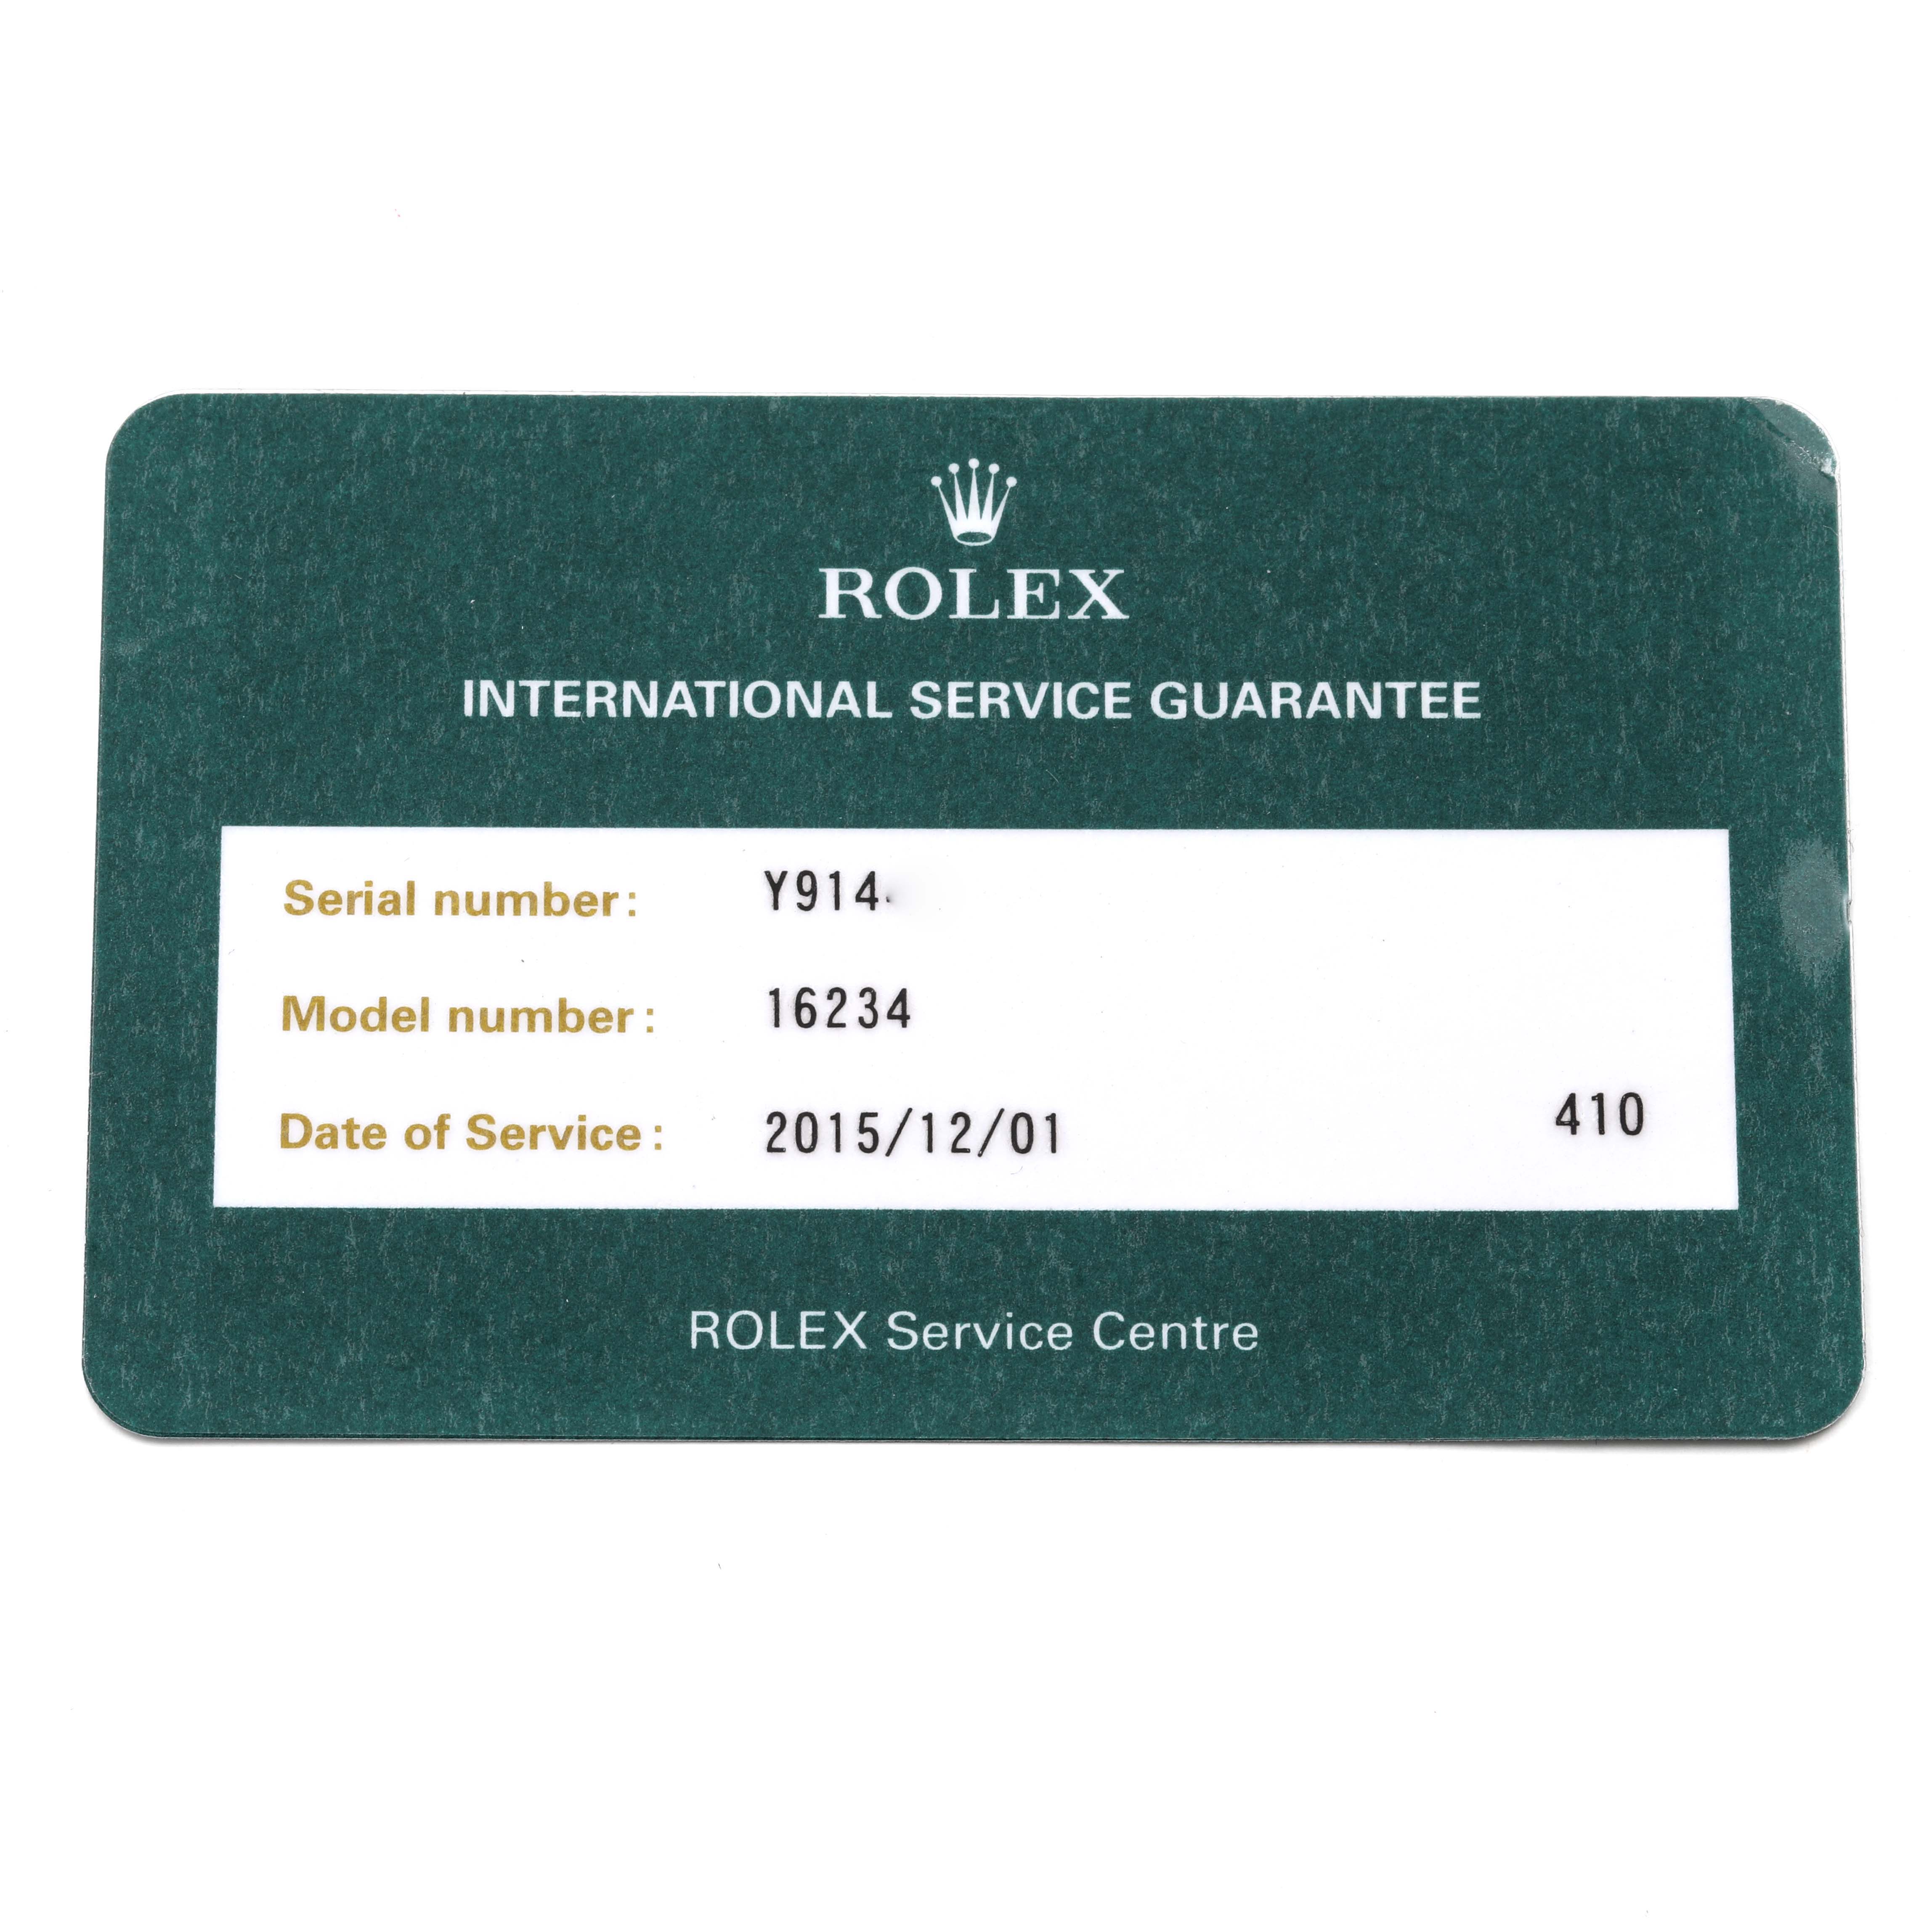 ROLEX
INTERNATIONAL SERVICE GUARANTEE
Serial number: Y914
Model number: 16234
Date of Service: 2015/12/01 410
ROLEX Service Centre